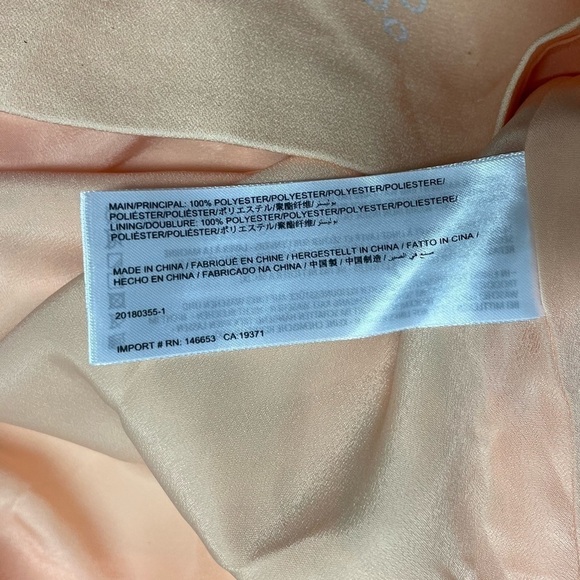 MAIN/PRINCIPAL: 100% POLYESTER/POLYESTER/POLYESTER/POLIESTERE/
POLIÉSTER/POLIÉSTER/ポリエステル/聚酯纤维/بوليستر
LINING/DOUBLURE: 100% POLYESTER/POLYESTER/POLYESTER/POLIESTERE/
POLIÉSTER/POLIÉSTER/ポリエステル/聚酯纤维/بوليستر
MADE IN CHINA / FABRIQUÉ EN CHINE / HERGESTELLT IN CHINA / FATTO IN CINA /
HECHO EN CHINA / FABRICADO NA CHINA / 中国製 / 中国制造 / صنع في الصين
20180355-1
IMPORT # RN: 146653 CA:19371